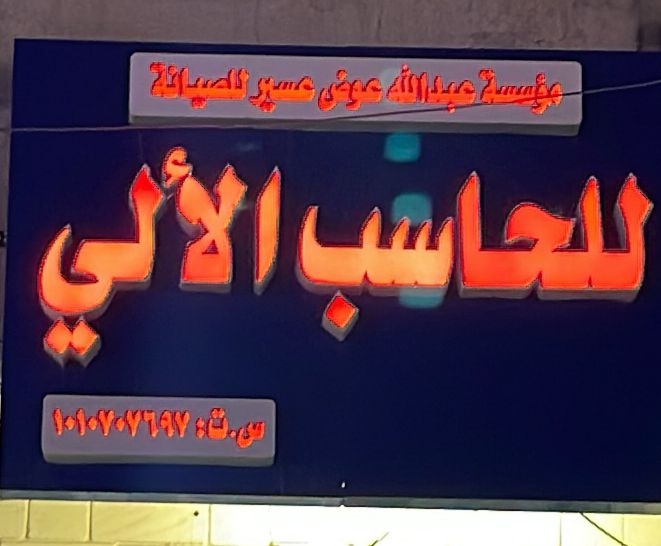 مؤسسة عبدالله عوض عسير للصيانة
للحاسب الألي
س.ت: ١٠١٠٧٠٧٦٩٧